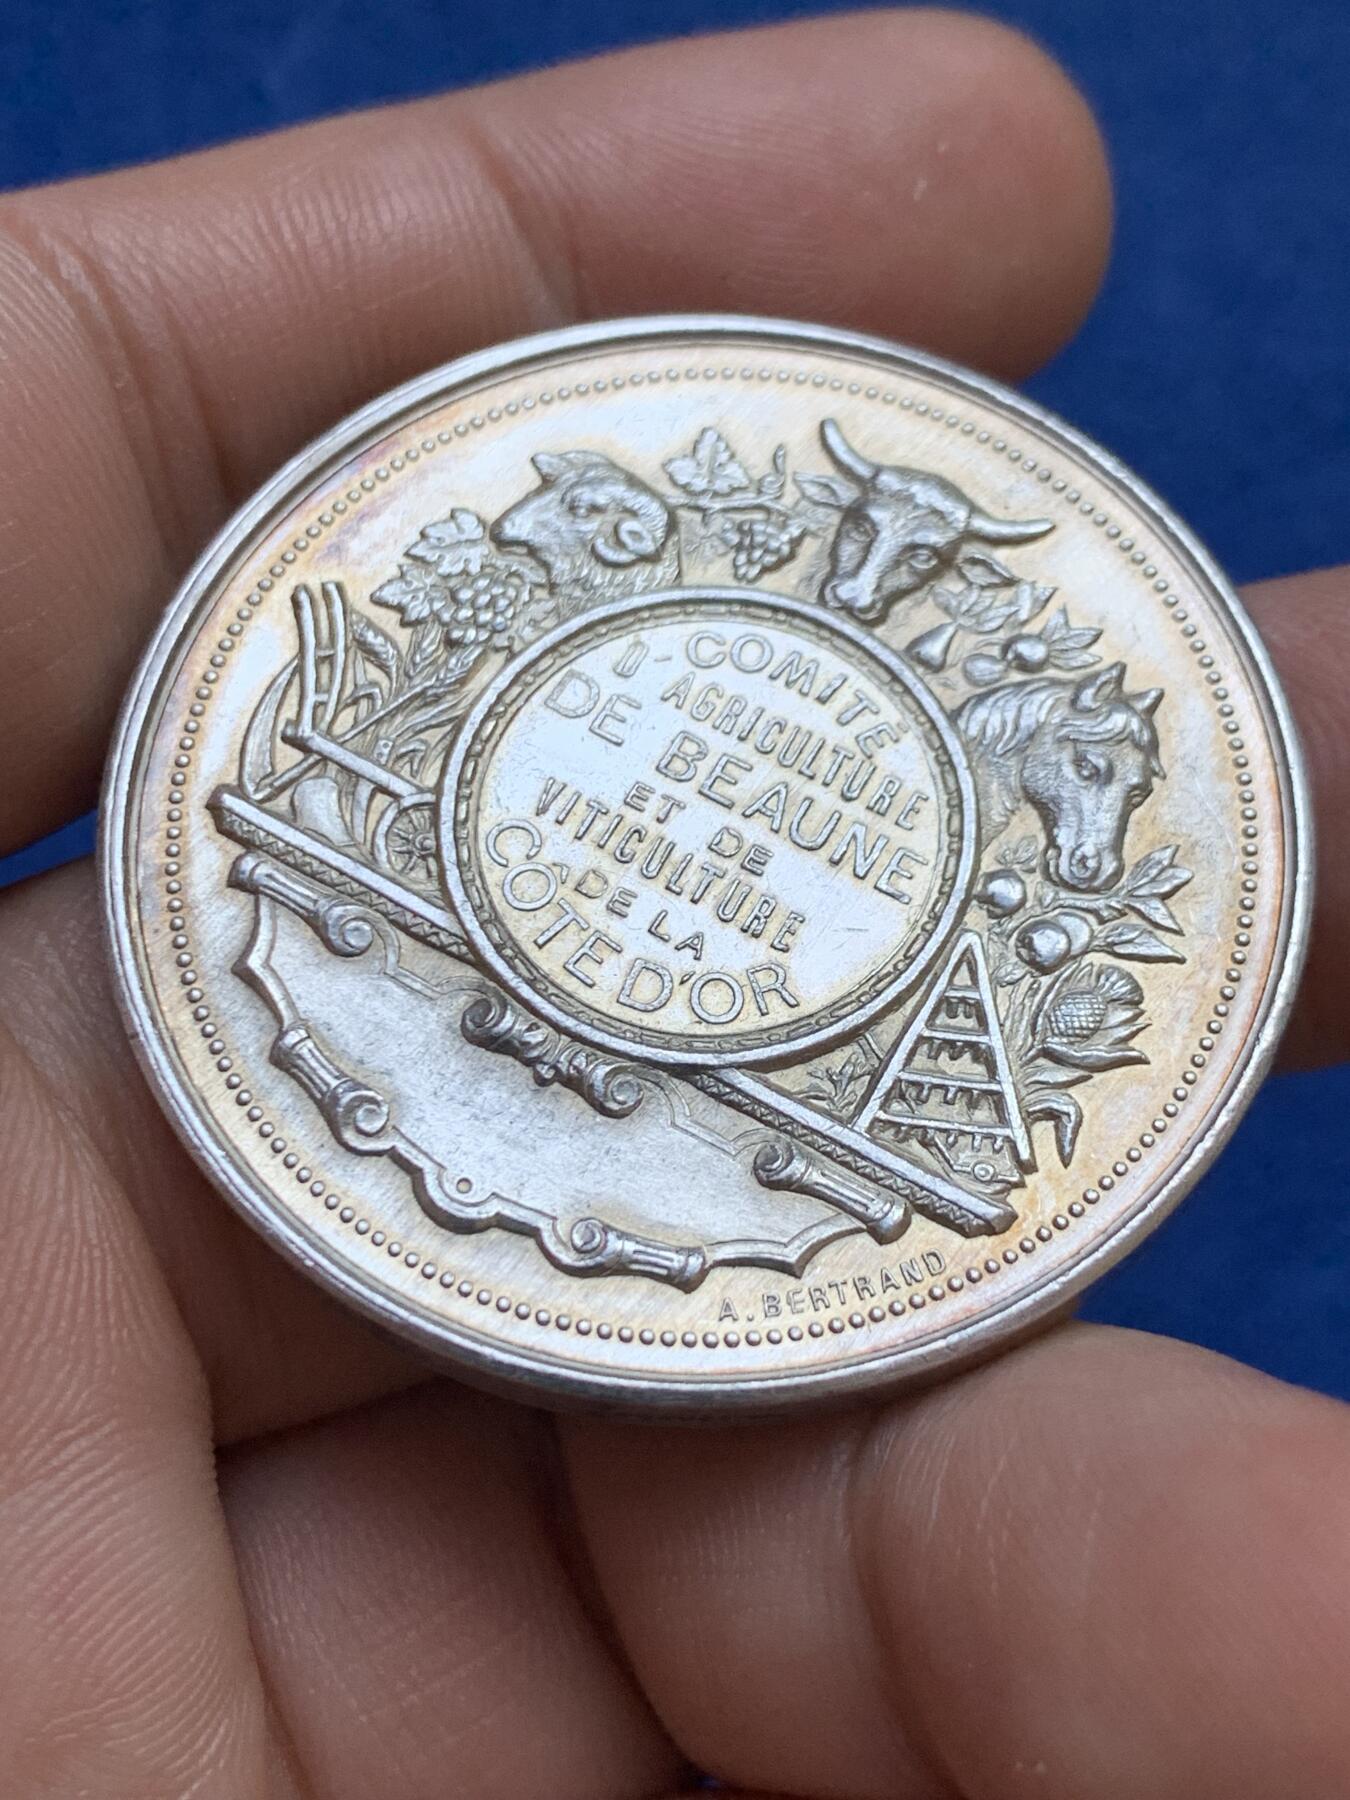 COMITÉ
D'AGRICULTURE
DE BEAUNE
ET DE
VITICULTURE
DE LA
CÔTE D'OR
A. BERTRAND